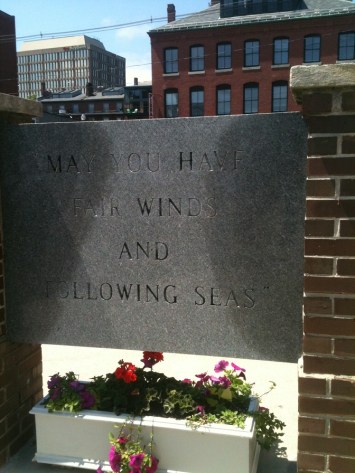 MAY YOU HAVE
FAIR WINDS
AND
FOLLOWING SEAS"